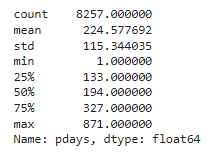 count    8257.000000
mean      224.577692
std       115.344035
min         1.000000
25%       133.000000
50%       194.000000
75%       327.000000
max       871.000000
Name: pdays, dtype: float64